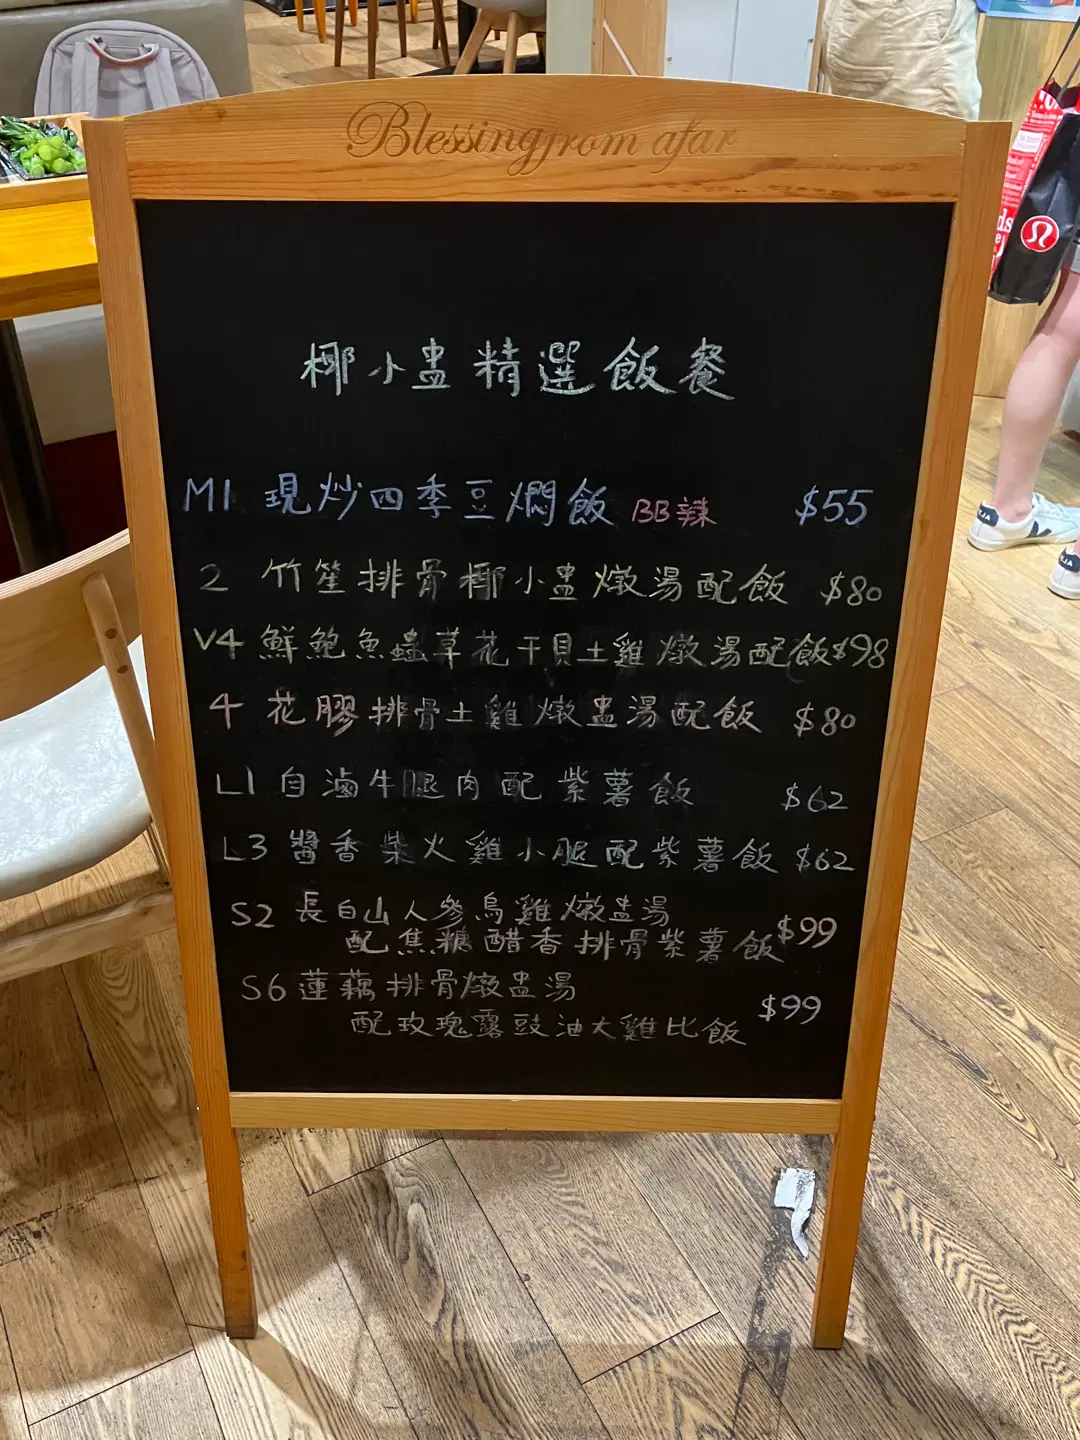 Blessing from afar
椰小盅精選飯餐
M1 現炒四季豆燜飯 BB辣 $55
2 竹笙排骨椰小盅燉湯配飯 $80
V4 鮮鮑魚蟲草花干貝土雞燉湯配飯 $98
4 花膠排骨土雞燉盅湯配飯 $80
L1 自滷牛腿肉配紫薯飯 $62
L3 醬香柴火雞小腿配紫薯飯 $62
S2 長白山人參烏雞燉盅湯
配焦糖醋香排骨紫薯飯 $99
S6 蓮藕排骨燉盅湯
配玫瑰露豉油大雞比飯 $99